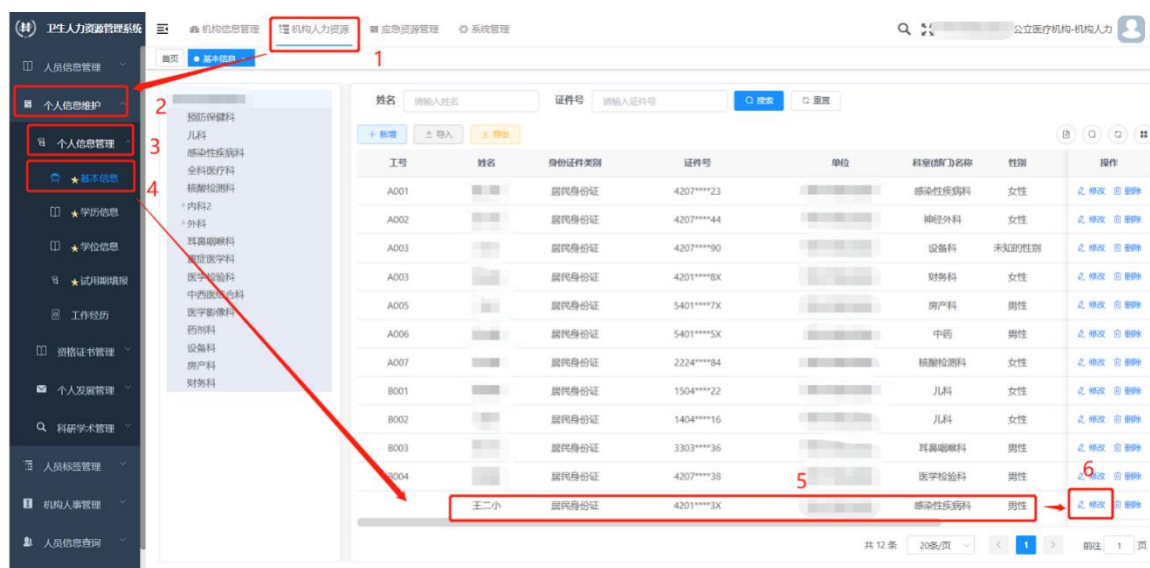 卫生人力资源管理系统
机构信息管理
机构人力资源
应急资源管理
系统管理
公立医疗机构-机构人力
首页
基本信息
1
人员信息管理
个人信息维护
2
个人信息管理
3
★基本信息
4
★学历信息
★学位信息
★试用期填报
工作经历
资格证书管理
个人发展管理
科研学术管理
人员标签管理
机构人事管理
人员信息查询
预防保健科
儿科
感染性疾病科
全科医疗科
核酸检测科
内科2
外科
耳鼻咽喉科
重症医学科
医学检验科
中西医结合科
医学影像科
药剂科
设备科
房产科
财务科
姓名 请输入姓名 证件号 请输入证件号 搜索 重置
+ 新增 导入 导出
工号 姓名 身份证件类别 证件号 单位 科室(部门)名称 性别 操作
A001 居民身份证 4207****23 感染性疾病科 女性 修改 删除
A002 居民身份证 4207****44 神经外科 女性 修改 删除
A003 居民身份证 4207****90 设备科 未知的性别 修改 删除
A003 居民身份证 4201****8X 财务科 女性 修改 删除
A005 居民身份证 5401****7X 房产科 男性 修改 删除
A006 居民身份证 5401****5X 中药 男性 修改 删除
A007 居民身份证 2224****84 核酸检测科 女性 修改 删除
B001 居民身份证 1504****22 儿科 女性 修改 删除
B002 居民身份证 1404****16 儿科 女性 修改 删除
B003 居民身份证 3303****36 耳鼻咽喉科 男性 修改 删除
B004 居民身份证 4207****38 医学检验科 男性 修改 删除
5
6
王二小 居民身份证 4201****3X 感染性疾病科 男性 修改 删除
共 12 条 20条/页 1 前往 1 页